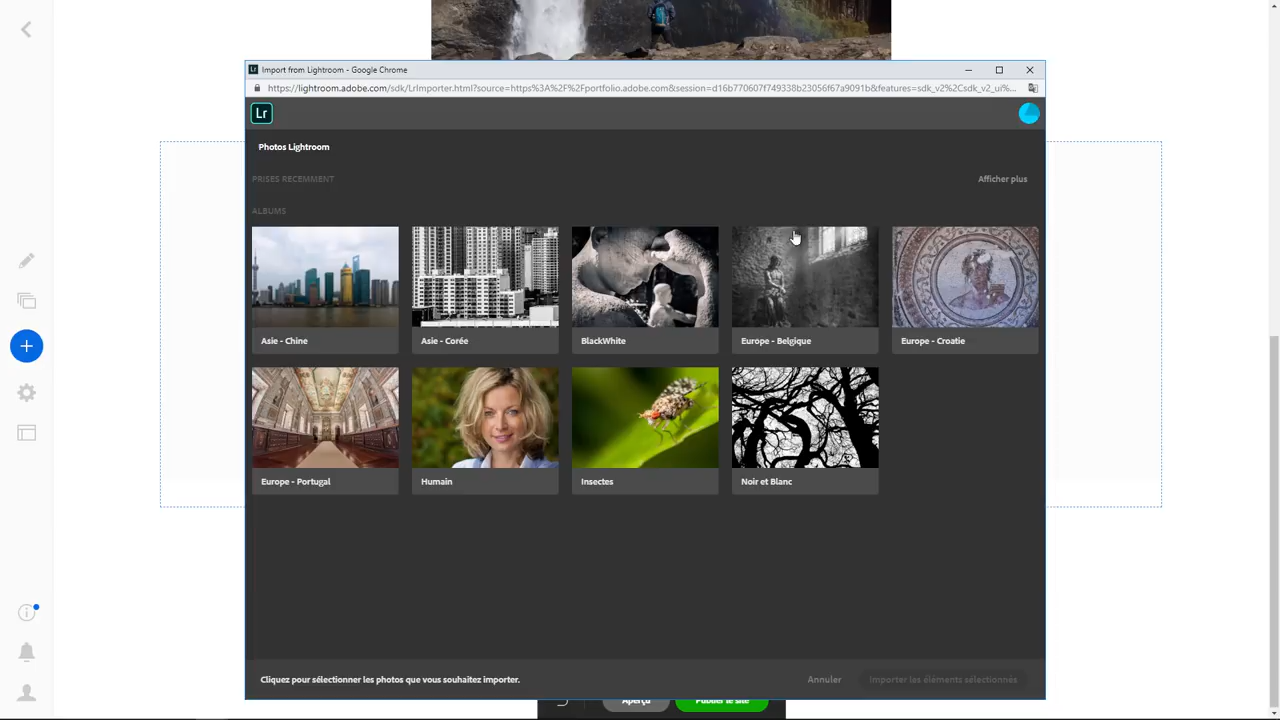 Import from Lightroom - Google Chrome
https://lightroom.adobe.com/sdk/LrImporter.html?source=https%3A%2F%2Fportfolio.adobe.com&session=d16b770607f749338b23056f67a9091b&features=sdk_v2%2Csdk_v2_ui%...
Lr
Photos Lightroom
PRISES RECEMMENT
Afficher plus
ALBUMS
Asie - Chine
Asie - Corée
BlackWhite
Europe - Belgique
Europe - Croatie
Europe - Portugal
Humain
Insectes
Noir et Blanc
Cliquez pour sélectionner les photos que vous souhaitez importer.
Annuler
Importer les éléments sélectionnés
Aperçu
Publier le site